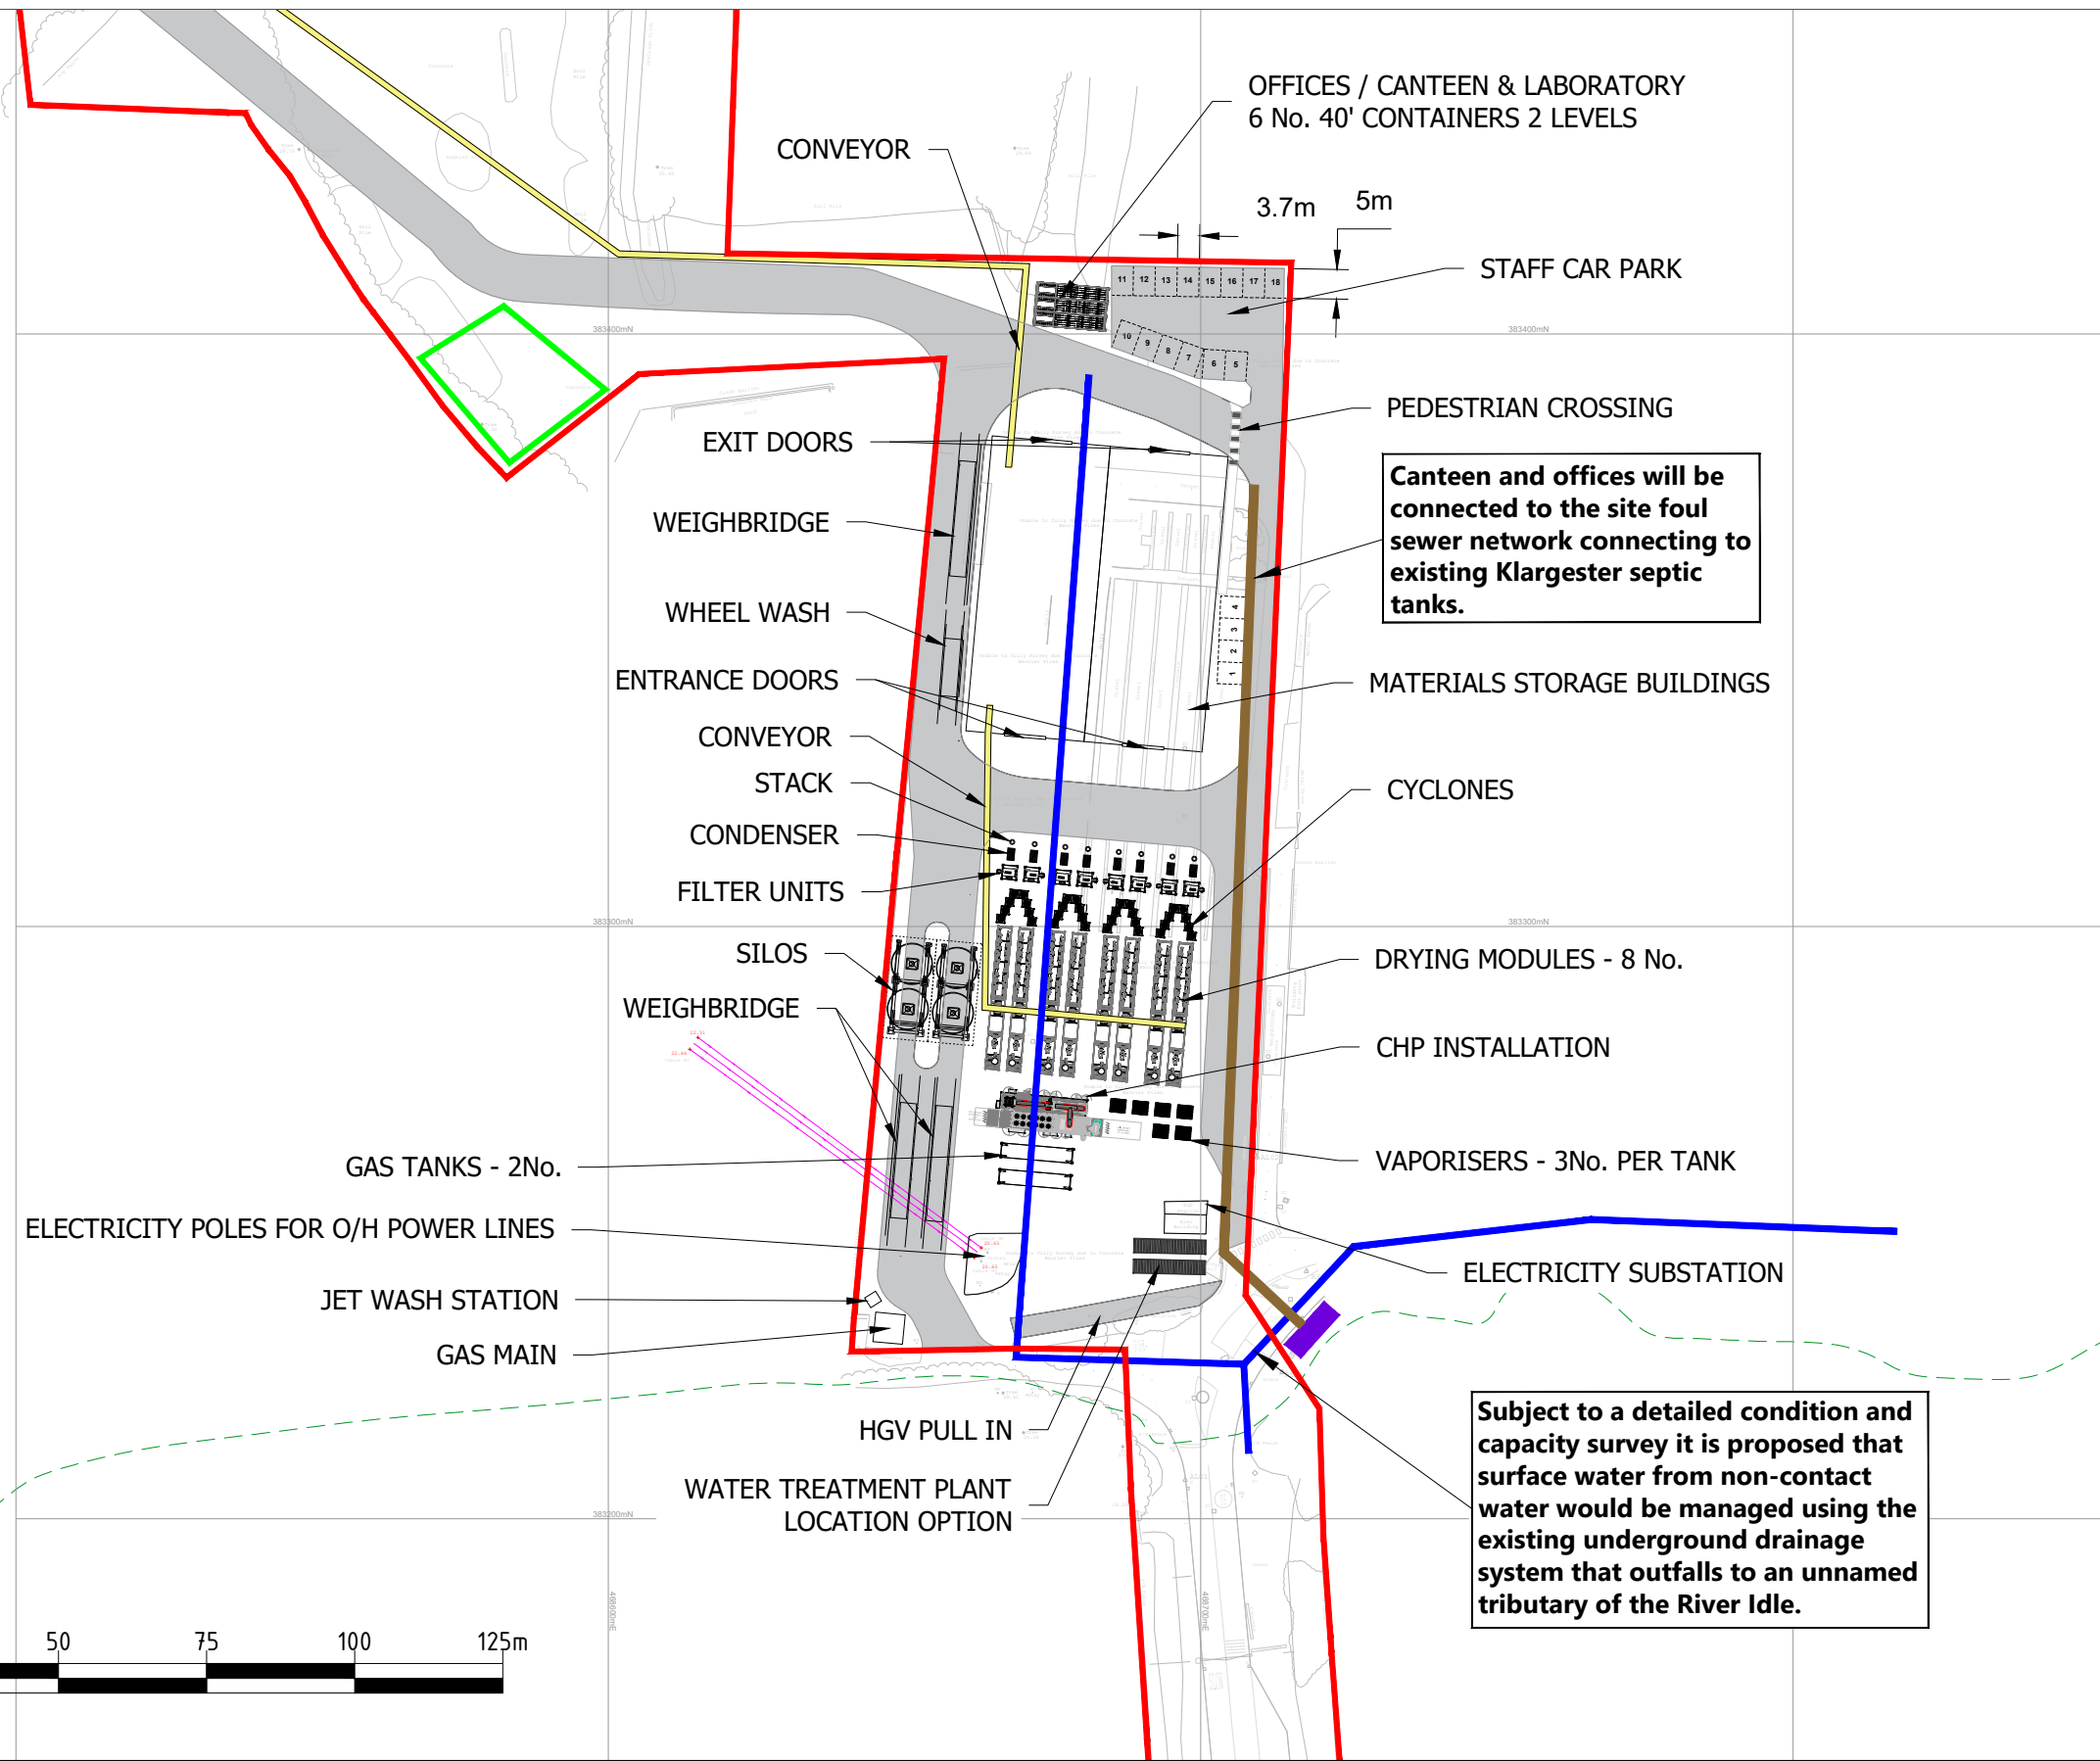 OFFICES / CANTEEN & LABORATORY
6 No. 40' CONTAINERS 2 LEVELS
CONVEYOR
3.7m
5m
STAFF CAR PARK
11 12 13 14 15 16 17 18
10 9 8 7 6 5
383400mN
383400mN
PEDESTRIAN CROSSING
EXIT DOORS
Canteen and offices will be
connected to the site foul
sewer network connecting to
existing Klargester septic
tanks.
WEIGHBRIDGE
WHEEL WASH
4
3
2
1
ENTRANCE DOORS
MATERIALS STORAGE BUILDINGS
CONVEYOR
STACK
CYCLONES
CONDENSER
FILTER UNITS
383300mN
383300mN
SILOS
DRYING MODULES - 8 No.
WEIGHBRIDGE
CHP INSTALLATION
GAS TANKS - 2No.
VAPORISERS - 3No. PER TANK
ELECTRICITY POLES FOR O/H POWER LINES
ELECTRICITY SUBSTATION
JET WASH STATION
GAS MAIN
HGV PULL IN
WATER TREATMENT PLANT
LOCATION OPTION
Subject to a detailed condition and
capacity survey it is proposed that
surface water from non-contact
water would be managed using the
existing underground drainage
system that outfalls to an unnamed
tributary of the River Idle.
383200mN
468600mE
468700mE
50 75 100 125m